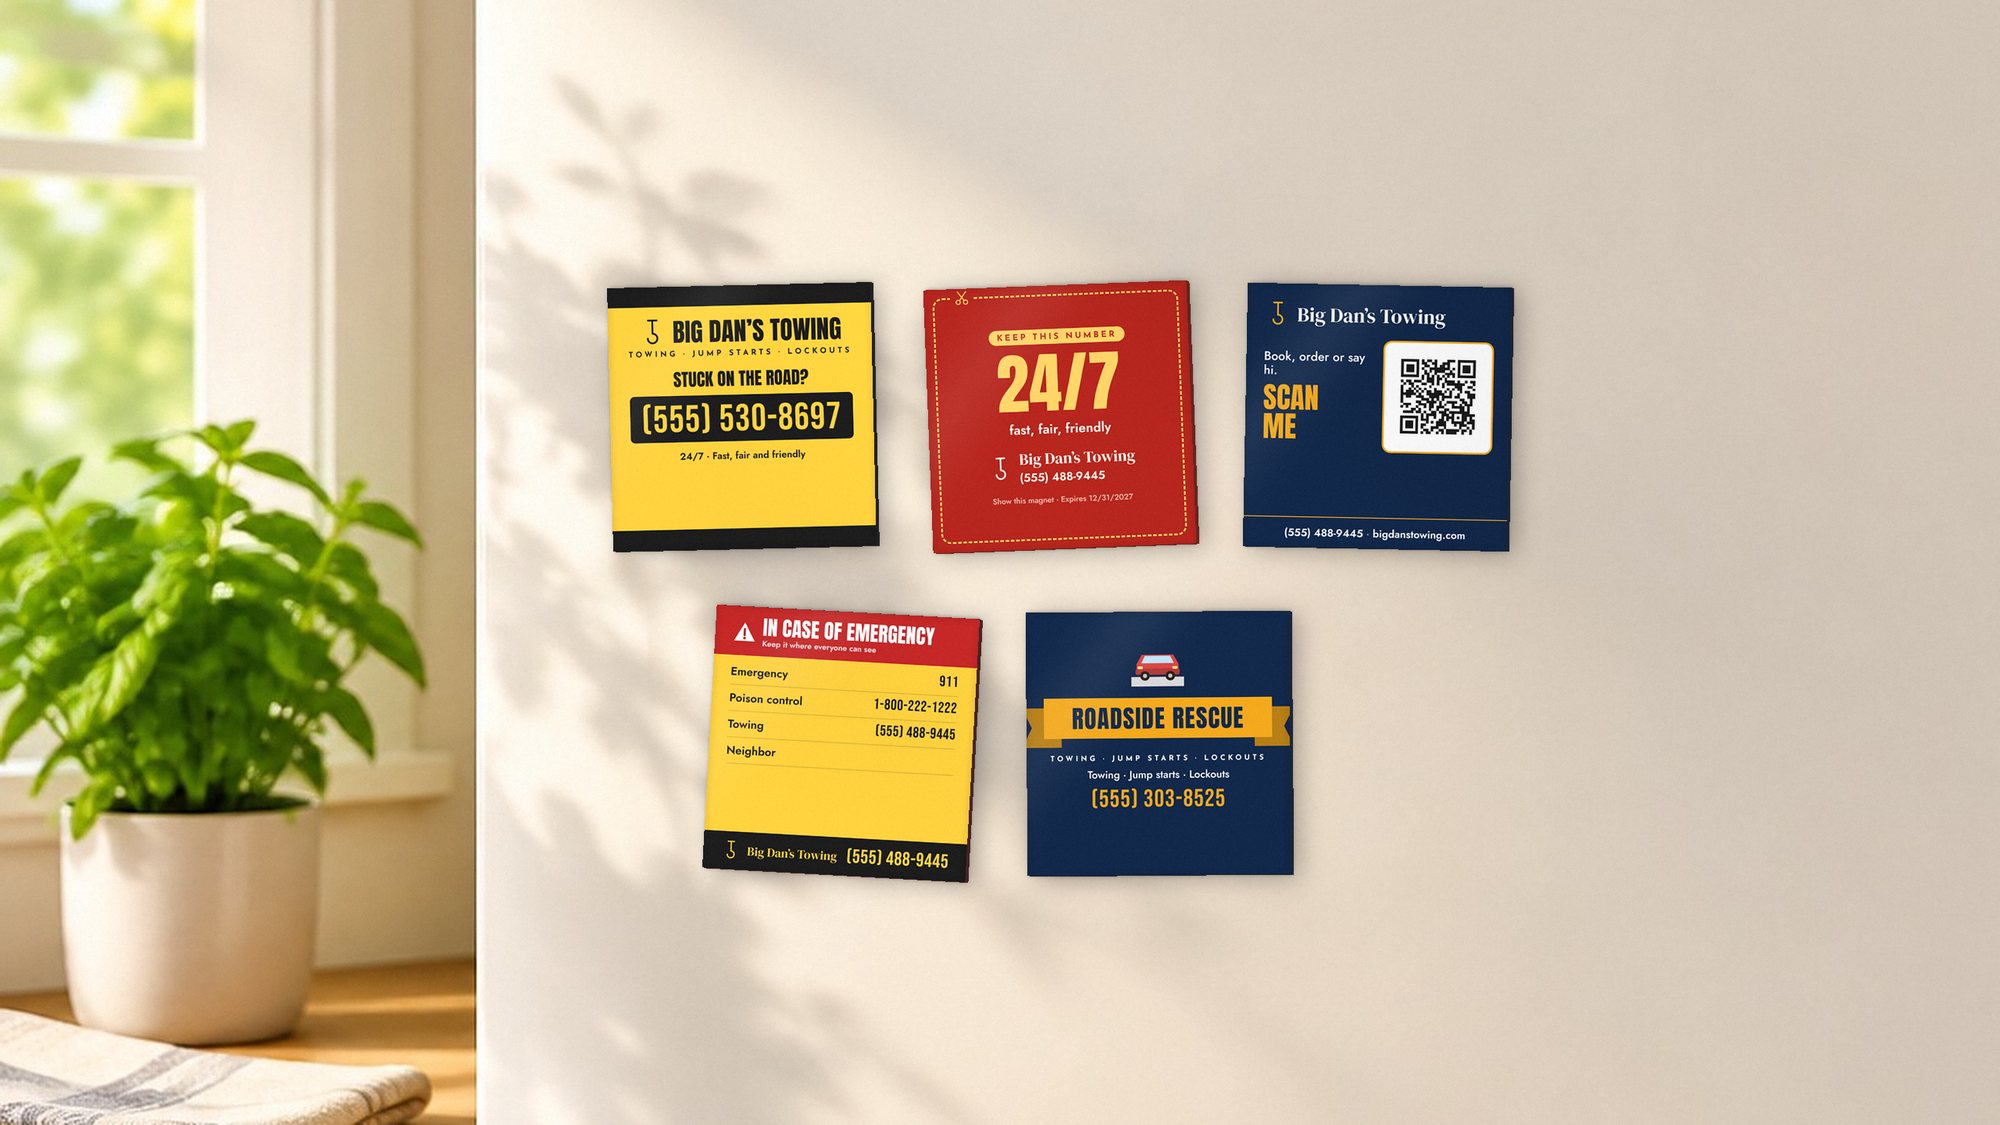 BIG DAN'S TOWING
TOWING · JUMP STARTS · LOCKOUTS
STUCK ON THE ROAD?
(555) 530-8697
24/7 · Fast, fair and friendly
KEEP THIS NUMBER
24/7
fast, fair, friendly
Big Dan's Towing
(555) 488-9445
Show this magnet · Expires 12/31/2027
Big Dan's Towing
Book, order or say
hi.
SCAN
ME
(555) 488-9445 · bigdanstowing.com
IN CASE OF EMERGENCY
Keep it where everyone can see
Emergency 911
Poison control 1-800-222-1222
Towing (555) 488-9445
Neighbor
Big Dan's Towing (555) 488-9445
ROADSIDE RESCUE
TOWING · JUMP STARTS · LOCKOUTS
Towing · Jump starts · Lockouts
(555) 303-8525